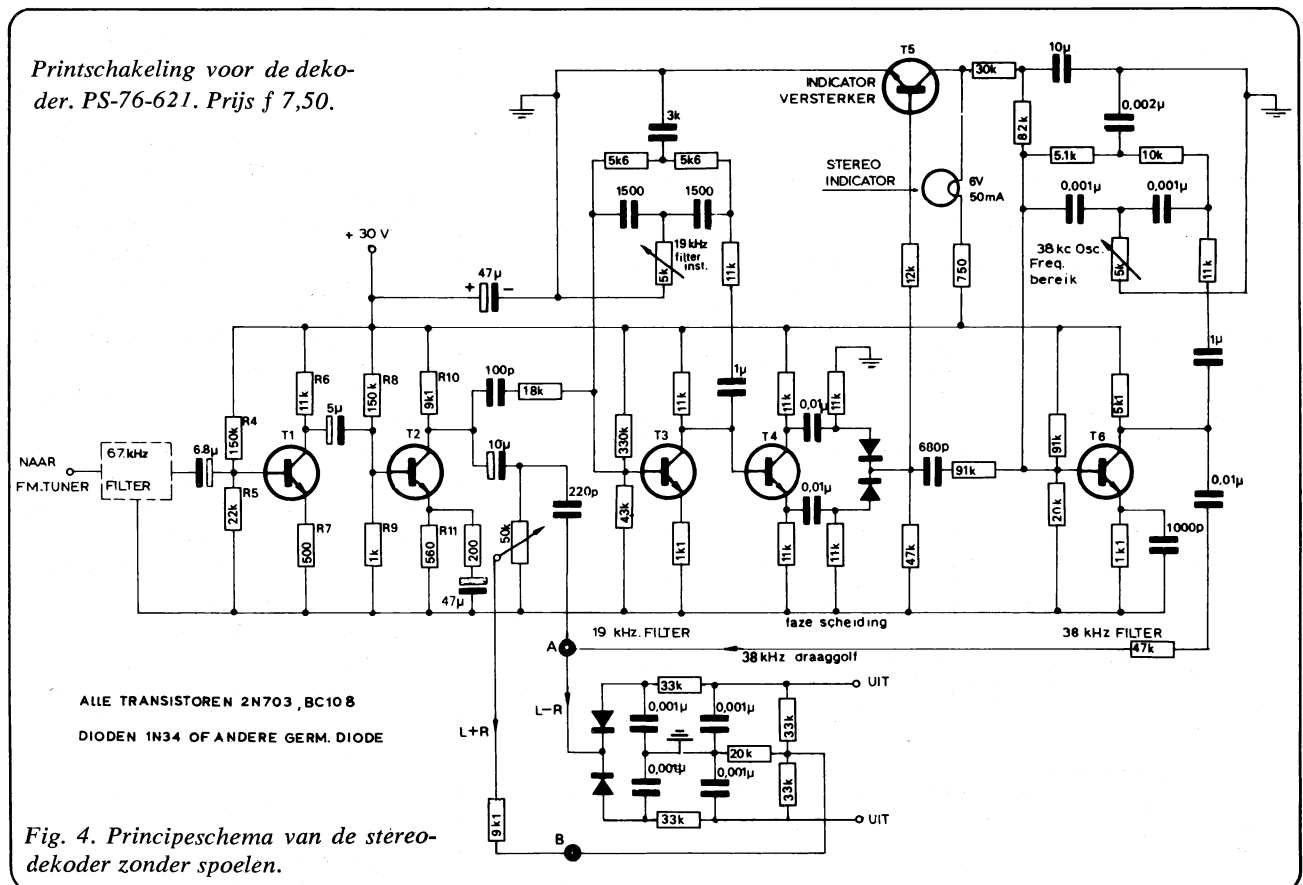 Printschakeling voor de deko-
der. PS-76-621. Prijs f 7,50.
T5
INDICATOR
VERSTERKER
30k
10µ
82k
0,002µ
5.1k
10k
0,001µ
0,001µ
38 kc Osc.
Freq.
bereik
5k
11k
1µ
3k
5k6
5k6
1500
1500
19 kHz
filter
inst.
5k
11k
STEREO
INDICATOR
6V
50mA
12k
750
+ 30 V
47µ
+
−
NAAR
FM.TUNER
67.kHz
FILTER
6.8µ
R4
150k
R5
22k
R6
11k
T1
R7
500
5µ
R8
150k
R9
1k
R10
9k1
T2
R11
560
200
47µ
100p
18k
10µ
50k
220p
330k
43k
11k
T3
1k1
1µ
11k
T4
11k
0,01µ
0,01µ
11k
11k
680p
91k
47k
91k
20k
5k1
T6
1k1
1000p
0,01µ
faze scheiding
19 kHz. FILTER
38 kHz FILTER
47k
A
38 kHz draaggolf
ALLE TRANSISTOREN 2N703, BC108
DIODEN 1N34 OF ANDERE GERM. DIODE
L+R
L−R
33k
UIT
0,001µ
0,001µ
33k
20k
0,001µ
0,001µ
33k
33k
UIT
9k1
B
Fig. 4. Principeschema van de stereo-
dekoder zonder spoelen.